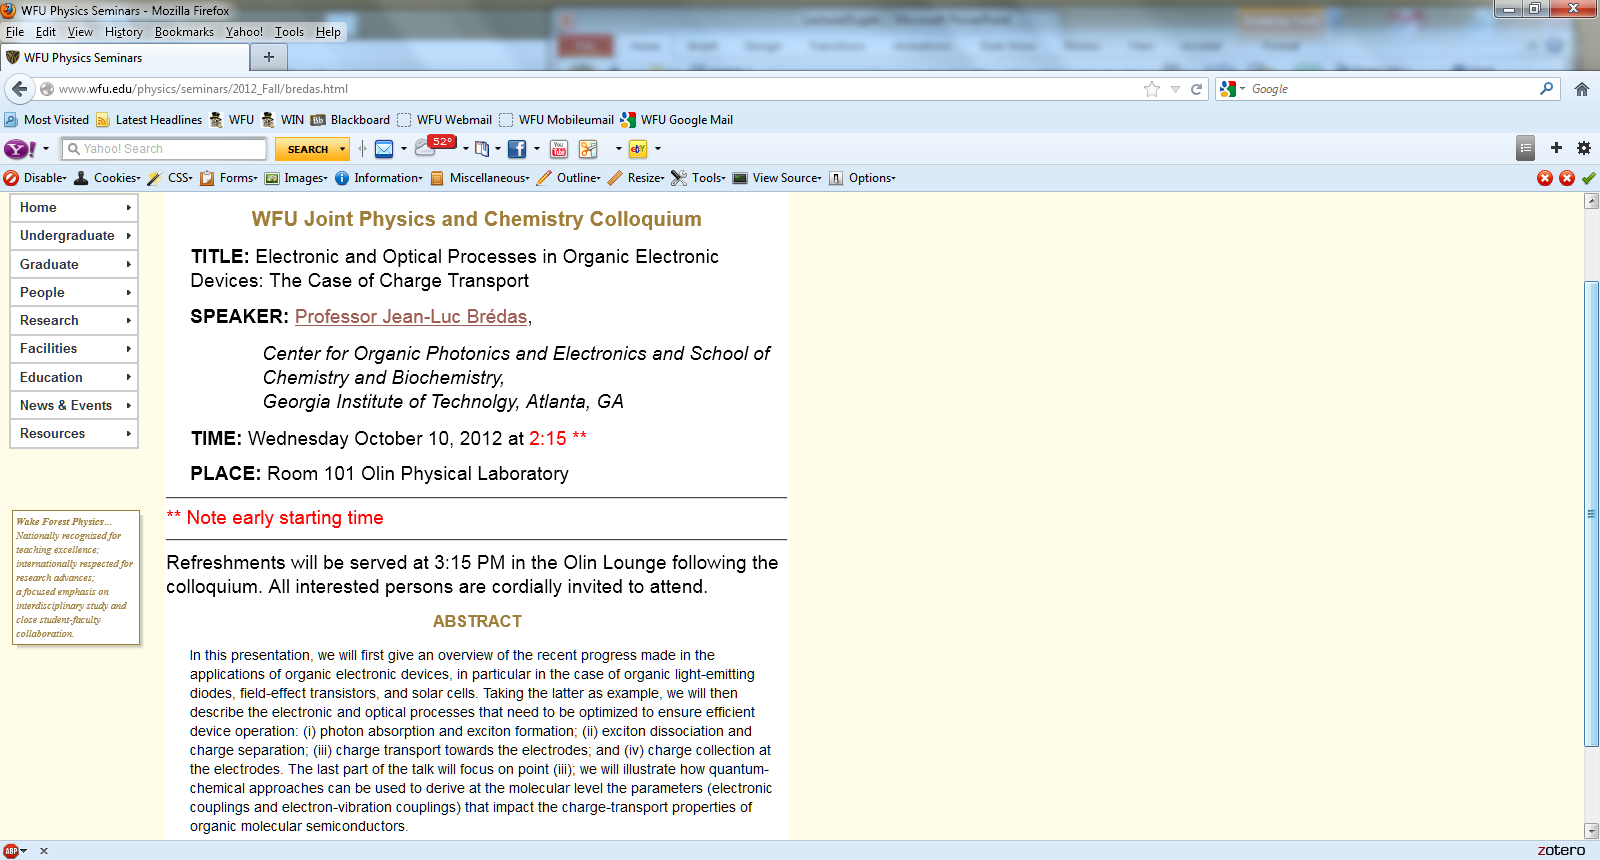 WFU Physics Seminars - Mozilla Firefox
File Edit View History Bookmarks Yahoo! Tools Help
WFU Physics Seminars
www.wfu.edu/physics/seminars/2012_Fall/bredas.html
Google
Most Visited Latest Headlines WFU WIN Bb Blackboard WFU Webmail WFU Mobileumail WFU Google Mail
Y! Yahoo! Search SEARCH 52° You Tube ebY
Disable Cookies CSS Forms Images Information Miscellaneous Outline Resize Tools View Source Options
Home
Undergraduate
Graduate
People
Research
Facilities
Education
News & Events
Resources
Wake Forest Physics...
Nationally recognized for
teaching excellence;
internationally respected for
research advances;
a focused emphasis on
interdisciplinary study and
close student-faculty
collaboration.
WFU Joint Physics and Chemistry Colloquium
TITLE: Electronic and Optical Processes in Organic Electronic
Devices: The Case of Charge Transport
SPEAKER: Professor Jean-Luc Brédas,
Center for Organic Photonics and Electronics and School of
Chemistry and Biochemistry,
Georgia Institute of Technolgy, Atlanta, GA
TIME: Wednesday October 10, 2012 at 2:15 **
PLACE: Room 101 Olin Physical Laboratory
** Note early starting time
Refreshments will be served at 3:15 PM in the Olin Lounge following the
colloquium. All interested persons are cordially invited to attend.
ABSTRACT
In this presentation, we will first give an overview of the recent progress made in the
applications of organic electronic devices, in particular in the case of organic light-emitting
diodes, field-effect transistors, and solar cells. Taking the latter as example, we will then
describe the electronic and optical processes that need to be optimized to ensure efficient
device operation: (i) photon absorption and exciton formation; (ii) exciton dissociation and
charge separation; (iii) charge transport towards the electrodes; and (iv) charge collection at
the electrodes. The last part of the talk will focus on point (iii); we will illustrate how quantum-
chemical approaches can be used to derive at the molecular level the parameters (electronic
couplings and electron-vibration couplings) that impact the charge-transport properties of
organic molecular semiconductors.
ABP
zotero